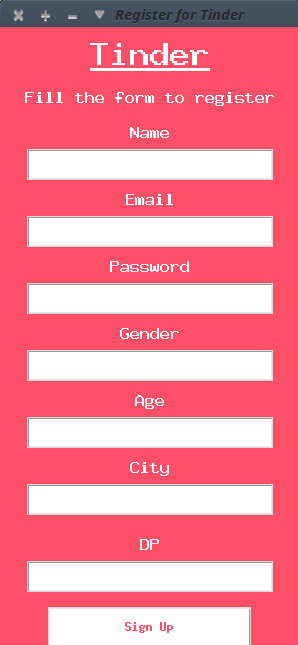 Register for Tinder
Tinder
Fill the form to register
Name
Email
Password
Gender
Age
City
DP
Sign Up